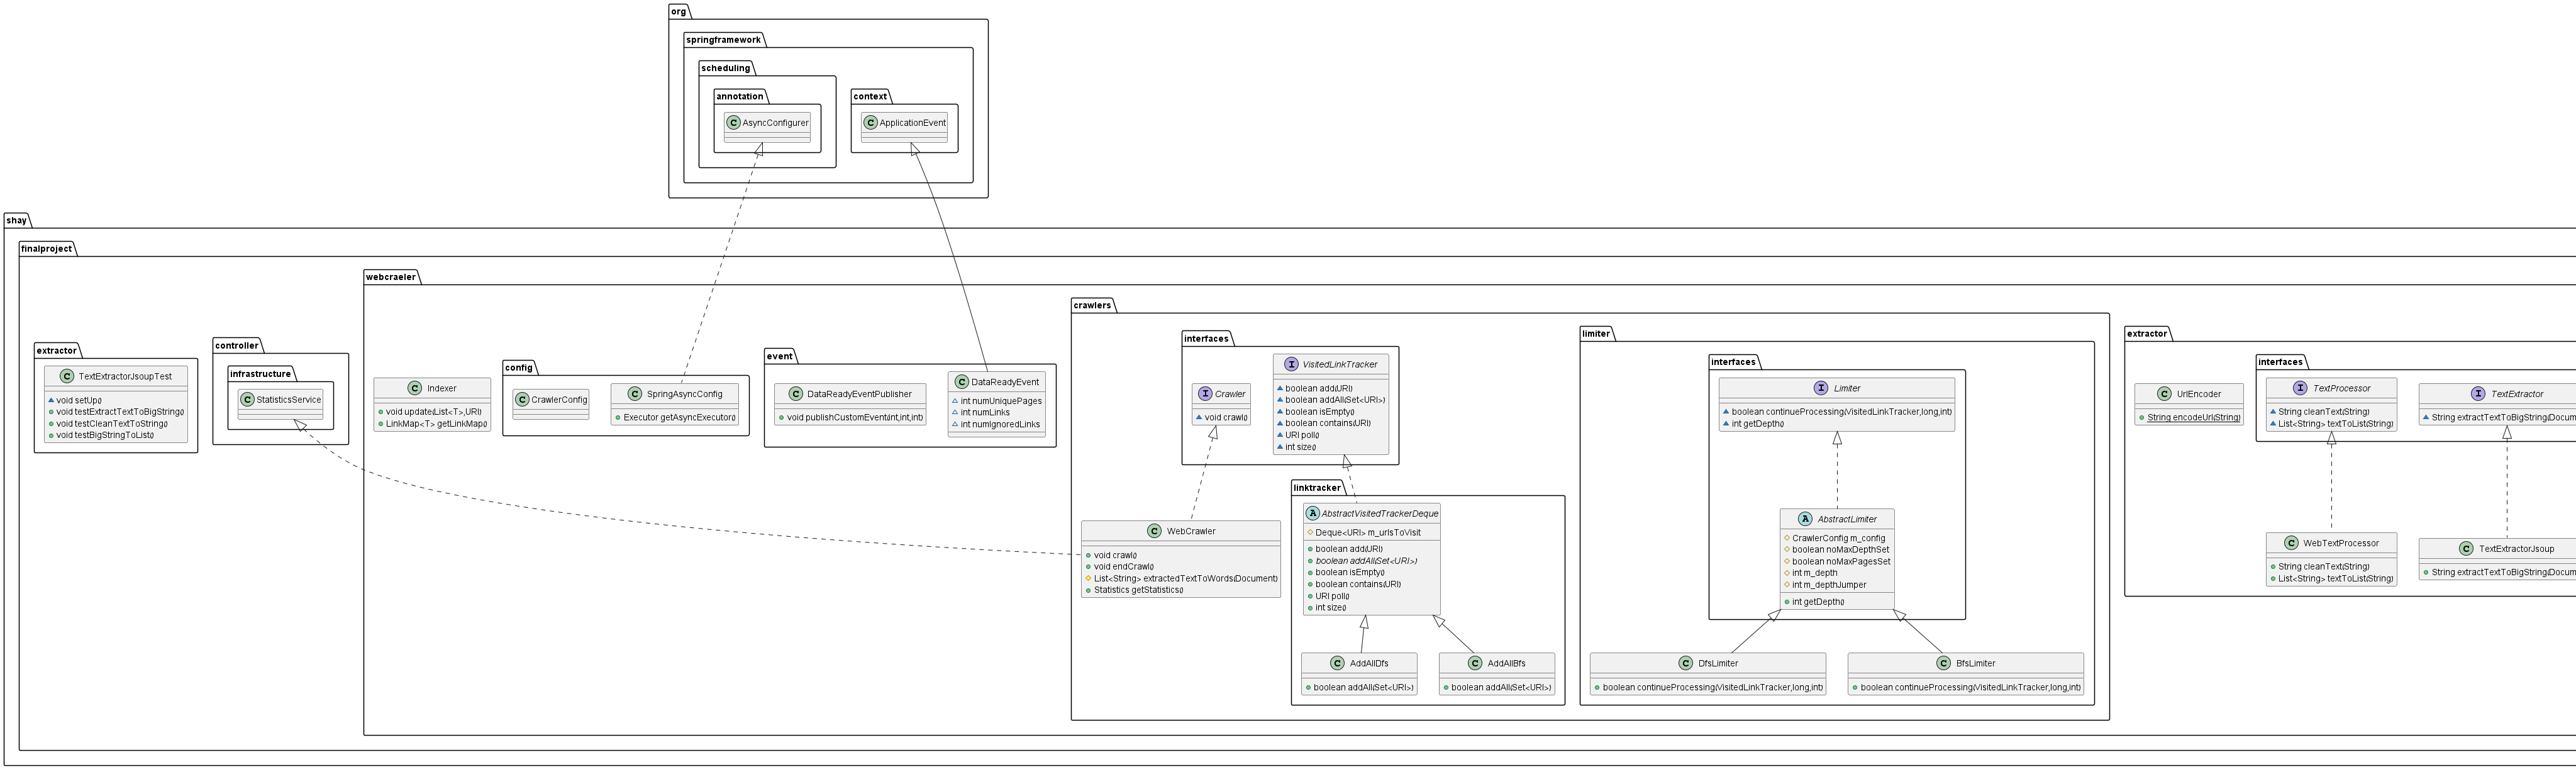 org
springframework
scheduling
annotation
C AsyncConfigurer
context
C ApplicationEvent
shay
finalproject
extractor
C TextExtractorJsoupTest
void setUp()
void testExtractTextToBigString()
void testCleanTextToString()
void testBigStringToList()
controller
infrastructure
C StatisticsService
webcraeler
C Indexer
void update(List<T>,URI)
LinkMap<T> getLinkMap()
config
C CrawlerConfig
C SpringAsyncConfig
Executor getAsyncExecutor()
event
C DataReadyEventPublisher
void publishCustomEvent(int,int,int)
C DataReadyEvent
int numUniquePages
int numLinks
int numIgnoredLinks
crawlers
interfaces
I Crawler
void crawl()
I VisitedLinkTracker
boolean add(URI)
boolean addAll(Set<URI>)
boolean isEmpty()
boolean contains(URI)
URI poll()
int size()
C WebCrawler
void crawl()
void endCrawl()
List<String> extractedTextToWords(Document)
Statistics getStatistics()
linktracker
A AbstractVisitedTrackerDeque
Deque<URI> m_urlsToVisit
boolean add(URI)
boolean addAll(Set<URI>)
boolean isEmpty()
boolean contains(URI)
URI poll()
int size()
C AddAllDfs
boolean addAll(Set<URI>)
C AddAllBfs
boolean addAll(Set<URI>)
limiter
interfaces
I Limiter
boolean continueProcessing(VisitedLinkTracker,long,int)
int getDepth()
A AbstractLimiter
CrawlerConfig m_config
boolean noMaxDepthSet
boolean noMaxPagesSet
int m_depth
int m_depthJumper
int getDepth()
C DfsLimiter
boolean continueProcessing(VisitedLinkTracker,long,int)
C BfsLimiter
boolean continueProcessing(VisitedLinkTracker,long,int)
extractor
C UrlEncoder
String encodeUrl(String)
interfaces
I TextProcessor
String cleanText(String)
List<String> textToList(String)
I TextExtractor
String extractTextToBigString(Docum
C WebTextProcessor
String cleanText(String)
List<String> textToList(String)
C TextExtractorJsoup
String extractTextToBigString(Docum